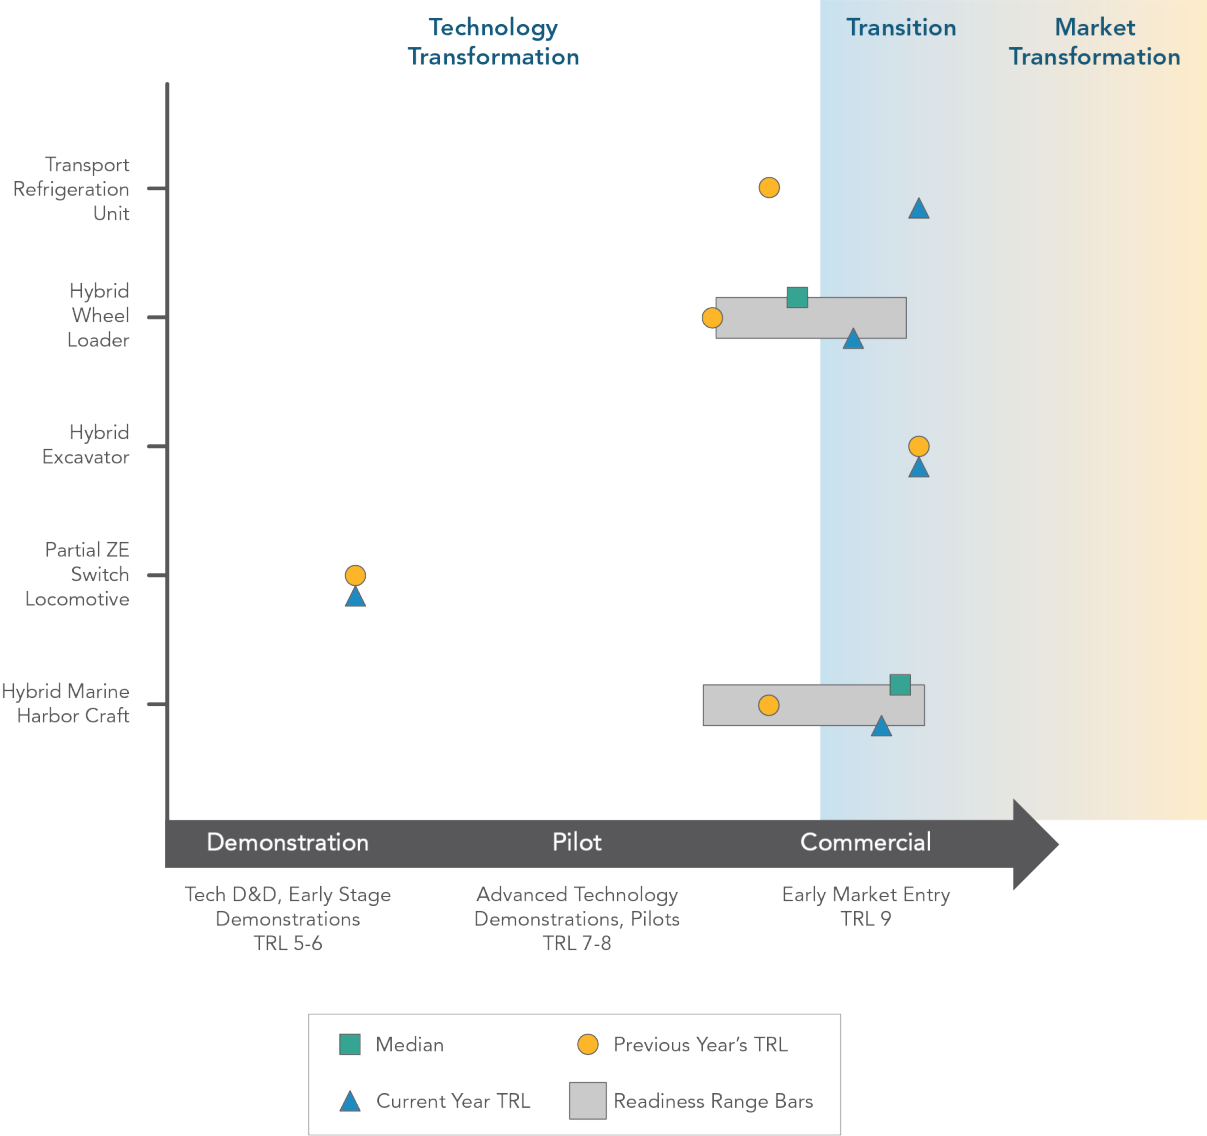 Technology
Transformation
Transition
Market
Transformation
Transport
Refrigeration
Unit
Hybrid
Wheel
Loader
Hybrid
Excavator
Partial ZE
Switch
Locomotive
Hybrid Marine
Harbor Craft
Demonstration
Pilot
Commercial
Tech D&D, Early Stage
Demonstrations
TRL 5-6
Advanced Technology
Demonstrations, Pilots
TRL 7-8
Early Market Entry
TRL 9
Median
Previous Year’s TRL
Current Year TRL
Readiness Range Bars